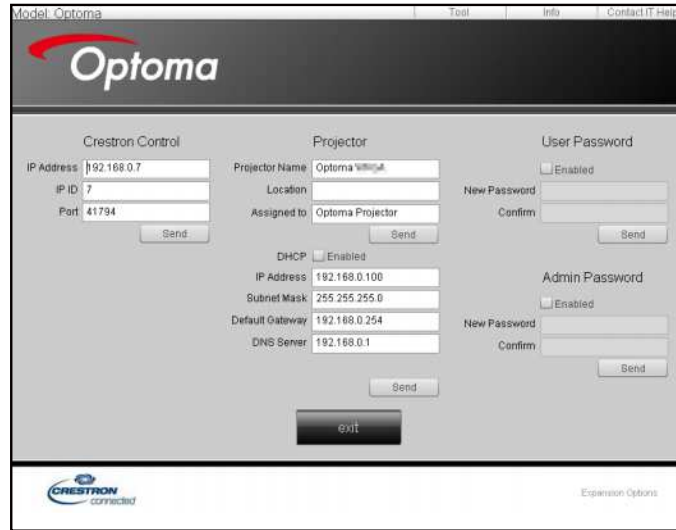 Model: Optoma
Tool Info Contact IT Help
Optoma
Crestron Control
IP Address 192.168.0.7
IP ID 7
Port 41794
Send
Projector
Projector Name Optoma
Location
Assigned to Optoma Projector
Send
DHCP Enabled
IP Address 192.168.0.100
Subnet Mask 255.255.255.0
Default Gateway 192.168.0.254
DNS Server 192.168.0.1
Send
User Password
Enabled
New Password
Confirm
Send
Admin Password
Enabled
New Password
Confirm
Send
exit
CRESTRON
connected
Expansion Options